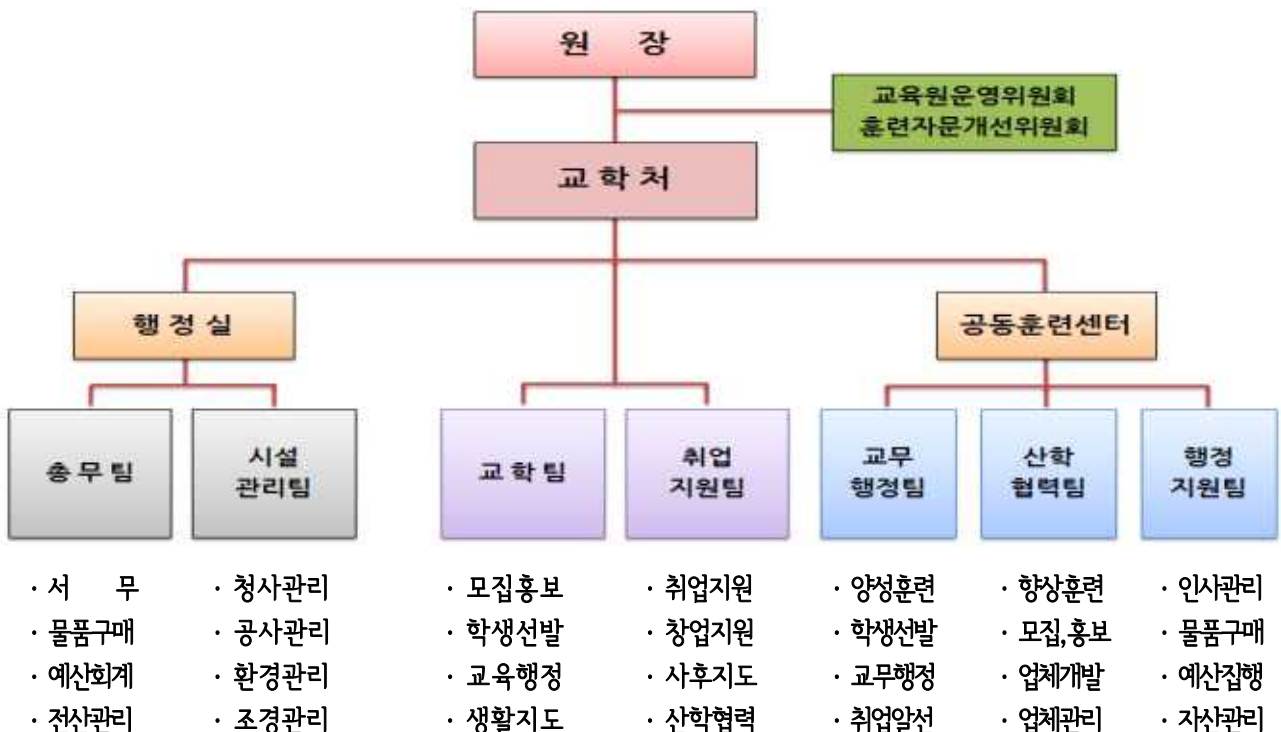 원 장
교육원운영위원회
훈련자문개선위원회
교 학 처
행 정 실
공동훈련센터
총 무 팀
시설
관리팀
교 학 팀
취업
지원팀
교무
행정팀
산학
협력팀
행정
지원팀
· 서 무
· 물품구매
· 예산회계
· 전산관리
· 청사관리
· 공사관리
· 환경관리
· 조경관리
· 모집홍보
· 학생선발
· 교육행정
· 생활지도
· 취업지원
· 창업지원
· 사후지도
· 산학협력
· 양성훈련
· 학생선발
· 교무행정
· 취업알선
· 향상훈련
· 모집,홍보
· 업체개발
· 업체관리
· 인사관리
· 물품구매
· 예산집행
· 자산관리